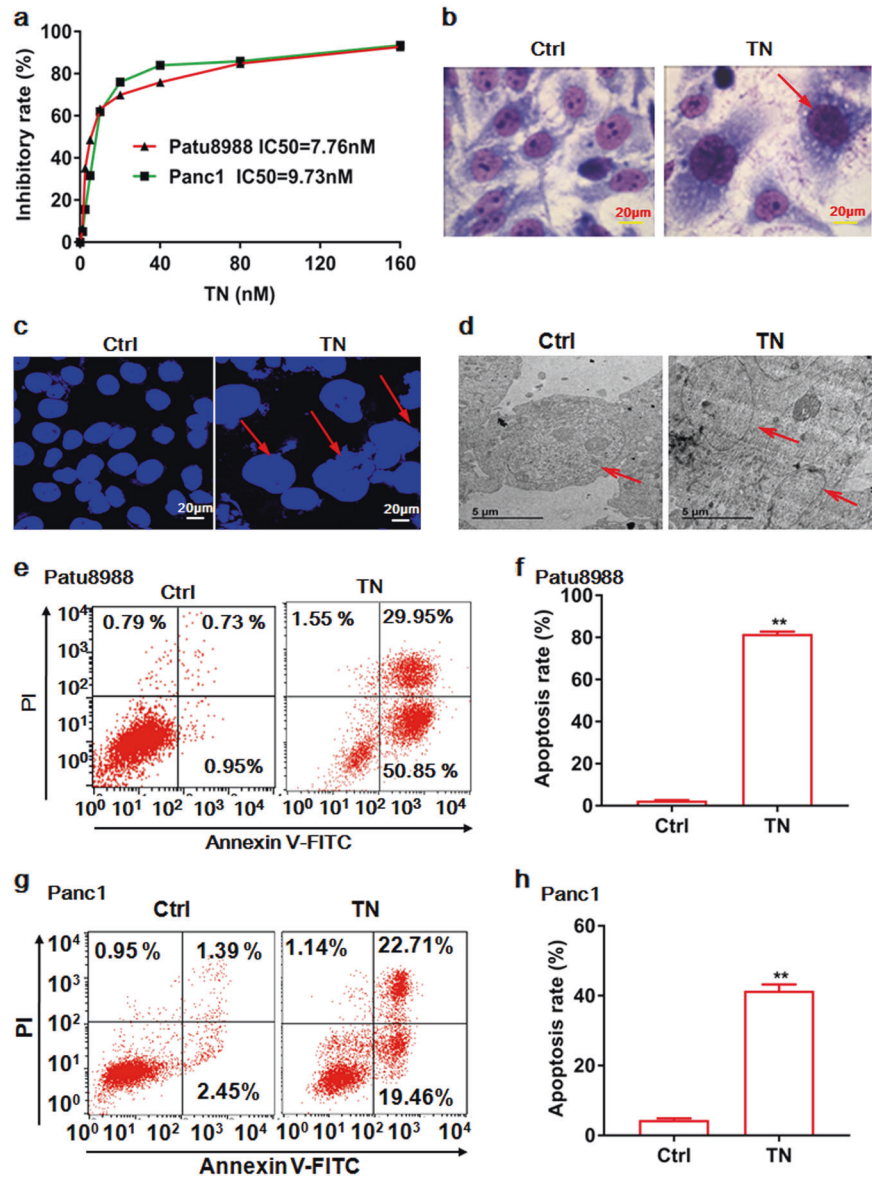 a
Inhibitory rate (%)
100
80
60
40
20
0
Patu8988 IC50=7.76nM
Panc1 IC50=9.73nM
0 40 80 120 160
TN (nM)
b
Ctrl TN
20μm 20μm
c
Ctrl TN
20μm 20μm
d
Ctrl TN
5 μm 5 μm
e
Patu8988
Ctrl TN
PI
10⁴
10³
10²
10¹
10⁰
0.79 % 0.73 % 1.55 % 29.95%
0.95% 50.85 %
10⁰ 10¹ 10² 10³ 10⁴ 10⁰ 10¹ 10² 10³ 10⁴
Annexin V-FITC
f
Patu8988
Apoptosis rate (%)
80
60
40
20
0
**
Ctrl TN
g
Panc1
Ctrl TN
PI
10⁴
10³
10²
10¹
10⁰
0.95 % 1.39 % 1.14% 22.71%
2.45% 19.46%
10⁰ 10¹ 10² 10³ 10⁴ 10⁰ 10¹ 10² 10³ 10⁴
Annexin V-FITC
h
Panc1
Apoptosis rate (%)
60
40
20
0
**
Ctrl TN